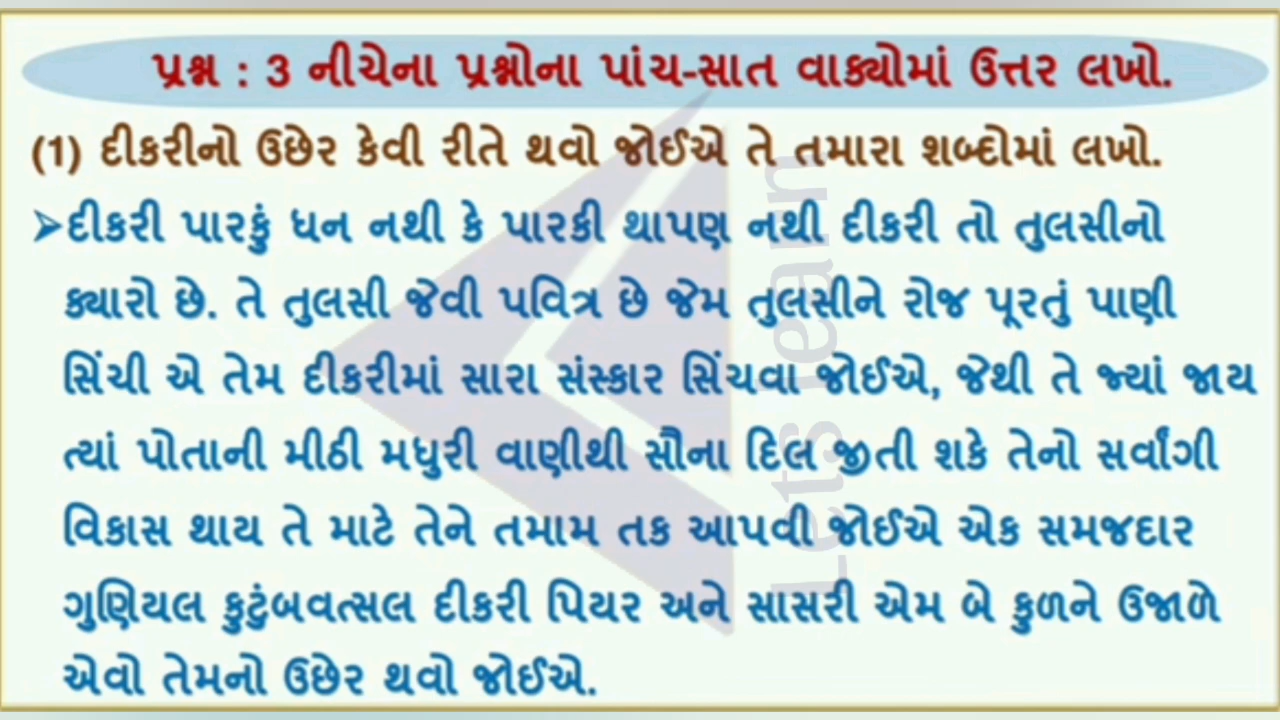 પ્રશ્ન : 3 નીચેના પ્રશ્નોના પાંચ-સાત વાક્યોમાં ઉત્તર લખો.
(1) દીકરીનો ઉછેર કેવી રીતે થવો જોઈએ તે તમારા શબ્દોમાં લખો.
➢દીકરી પારકું ધન નથી કે પારકી થાપણ નથી દીકરી તો તુલસીનો
ક્યારો છે. તે તુલસી જેવી પવિત્ર છે જેમ તુલસીને રોજ પૂરતું પાણી
સિંચી એ તેમ દીકરીમાં સારા સંસ્કાર સિંચવા જોઈએ, જેથી તે જ્યાં જાય
ત્યાં પોતાની મીઠી મધુરી વાણીથી સૌના દિલ જીતી શકે તેનો સર્વાંગી
વિકાસ થાય તે માટે તેને તમામ તક આપવી જોઈએ એક સમજદાર
ગુણિયલ કુટુંબવત્સલ દીકરી પિયર અને સાસરી એમ બે કુળને ઉજાળે
એવો તેમનો ઉછેર થવો જોઈએ.
Lets lean